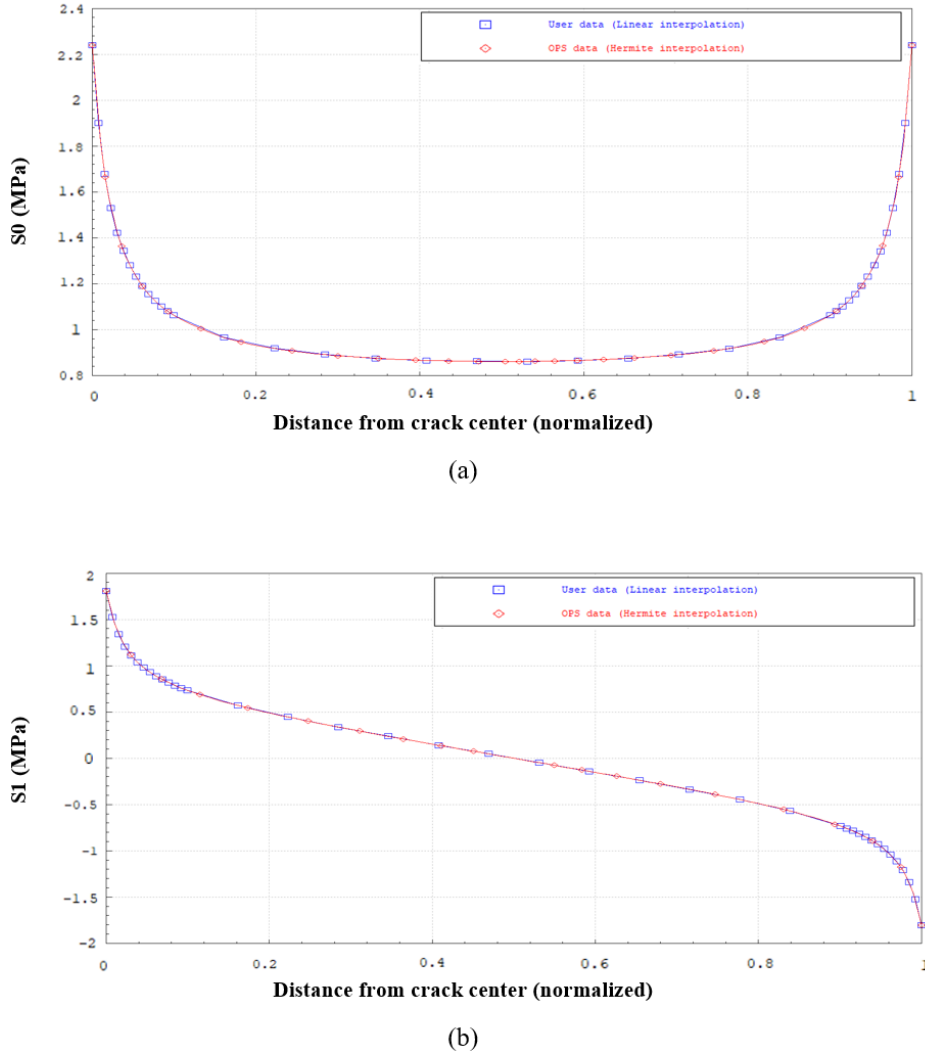 2.4
2.2
2
1.8
1.6
1.4
1.2
1
0.8
S0 (MPa)
User data (Linear interpolation)
OPS data (Hermite interpolation)
0 0.2 0.4 0.6 0.8 1
Distance from crack center (normalized)
(a)
2
1.5
1
0.5
0
-0.5
-1
-1.5
-2
S1 (MPa)
User data (Linear interpolation)
OPS data (Hermite interpolation)
0 0.2 0.4 0.6 0.8 1
Distance from crack center (normalized)
(b)